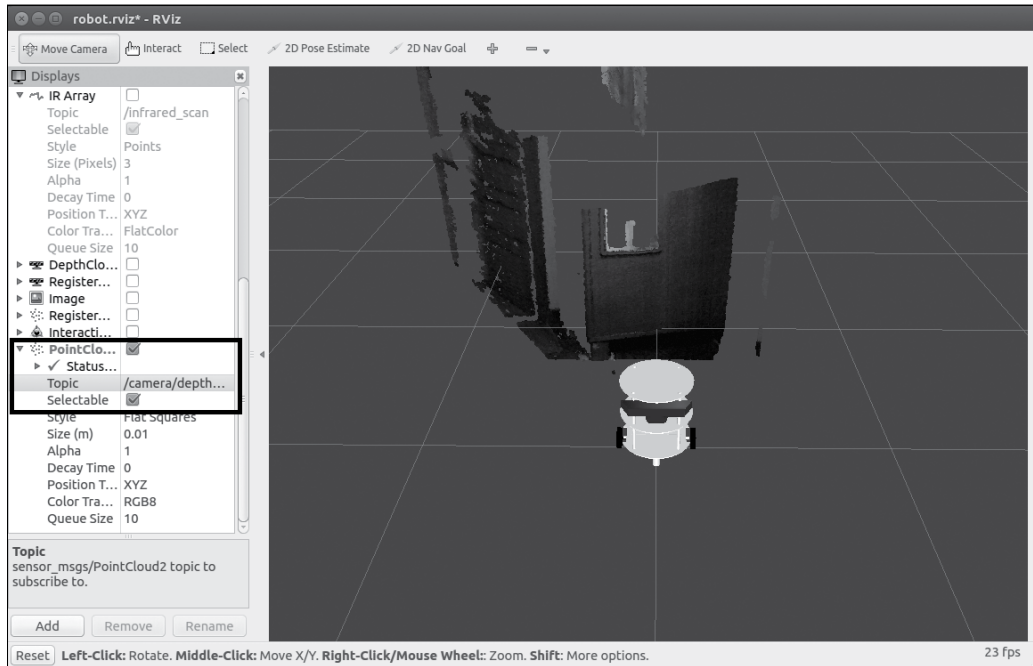 robot.rviz* - RViz
Move Camera Interact Select 2D Pose Estimate 2D Nav Goal
Displays
IR Array
Topic /infrared_scan
Selectable
Style Points
Size (Pixels) 3
Alpha 1
Decay Time 0
Position T... XYZ
Color Tra... FlatColor
Queue Size 10
DepthClo...
Register...
Image
Register...
Interacti...
PointClo...
Status...
Topic /camera/depth...
Selectable
Style Flat Squares
Size (m) 0.01
Alpha 1
Decay Time 0
Position T... XYZ
Color Tra... RGB8
Queue Size 10
Topic
sensor_msgs/PointCloud2 topic to
subscribe to.
Add Remove Rename
Reset Left-Click: Rotate. Middle-Click: Move X/Y. Right-Click/Mouse Wheel:: Zoom. Shift: More options. 23 fps